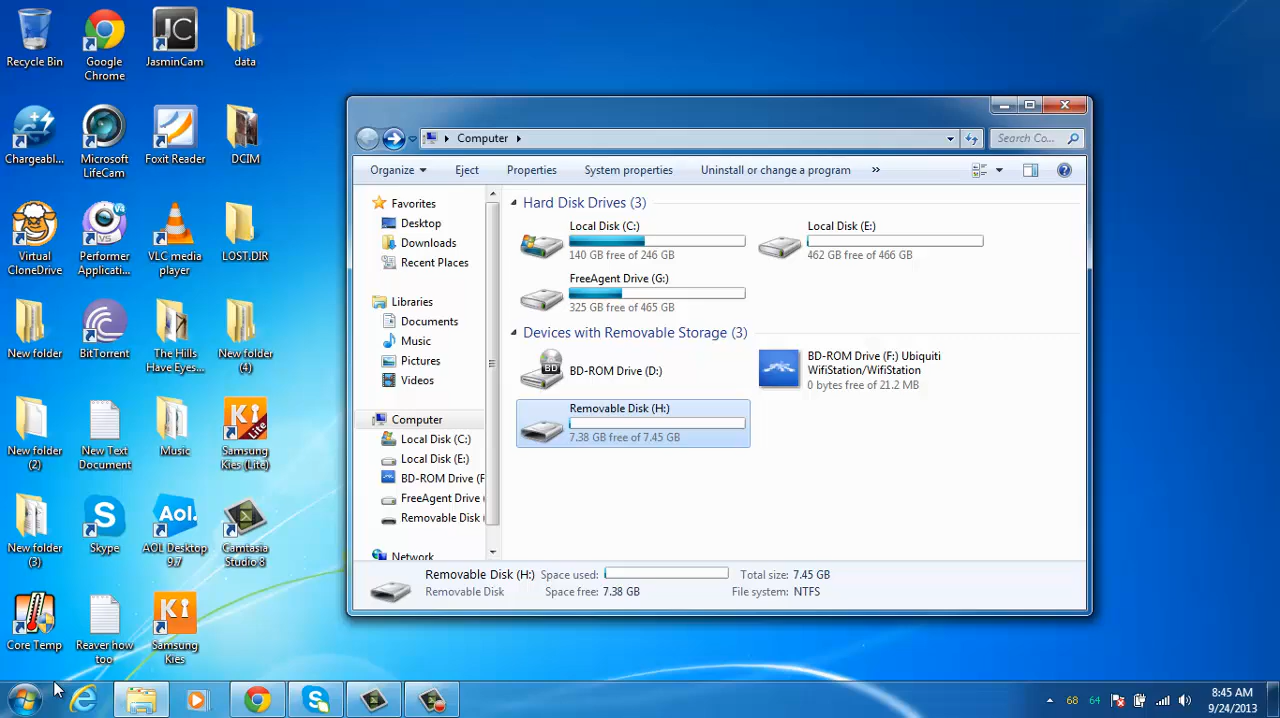 Recycle Bin
Google
Chrome
JasminCam
data
Chargeabl...
Microsoft
LifeCam
Foxit Reader
DCIM
Virtual
CloneDrive
Performer
Applicati...
VLC media
player
LOST.DIR
New folder
BitTorrent
The Hills
Have Eyes...
New folder
(4)
New folder
(2)
New Text
Document
Music
Samsung
Kies (Lite)
New folder
(3)
Skype
AOL Desktop
9.7
Camtasia
Studio 8
Core Temp
Reaver how
too
Samsung
Kies
Computer
Search Co...
Organize
Eject
Properties
System properties
Uninstall or change a program
»
Favorites
Desktop
Downloads
Recent Places
Libraries
Documents
Music
Pictures
Videos
Computer
Local Disk (C:)
Local Disk (E:)
BD-ROM Drive (F
FreeAgent Drive
Removable Disk
Network
Hard Disk Drives (3)
Local Disk (C:)
140 GB free of 246 GB
Local Disk (E:)
462 GB free of 466 GB
FreeAgent Drive (G:)
325 GB free of 465 GB
Devices with Removable Storage (3)
BD
BD-ROM Drive (D:)
BD-ROM Drive (F:) Ubiquiti
WifiStation/WifiStation
0 bytes free of 21.2 MB
Removable Disk (H:)
7.38 GB free of 7.45 GB
Removable Disk (H:) Space used: Total size: 7.45 GB
Removable Disk Space free: 7.38 GB File system: NTFS
68 64
8:45 AM
9/24/2013